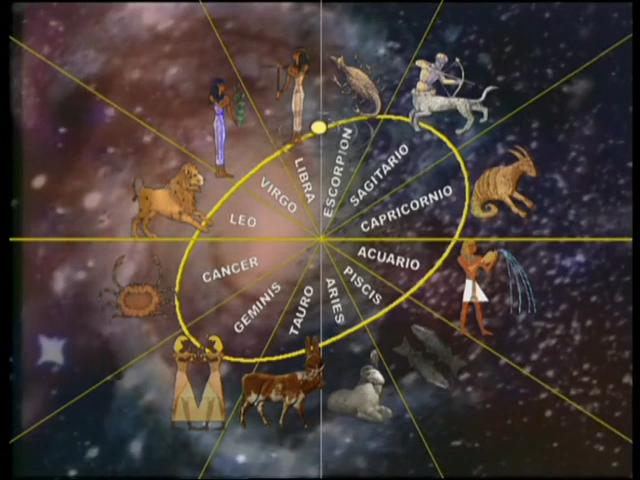 LIBRA
ESCORPION
SAGITARIO
CAPRICORNIO
ACUARIO
PISCIS
ARIES
TAURO
GEMINIS
CANCER
LEO
VIRGO